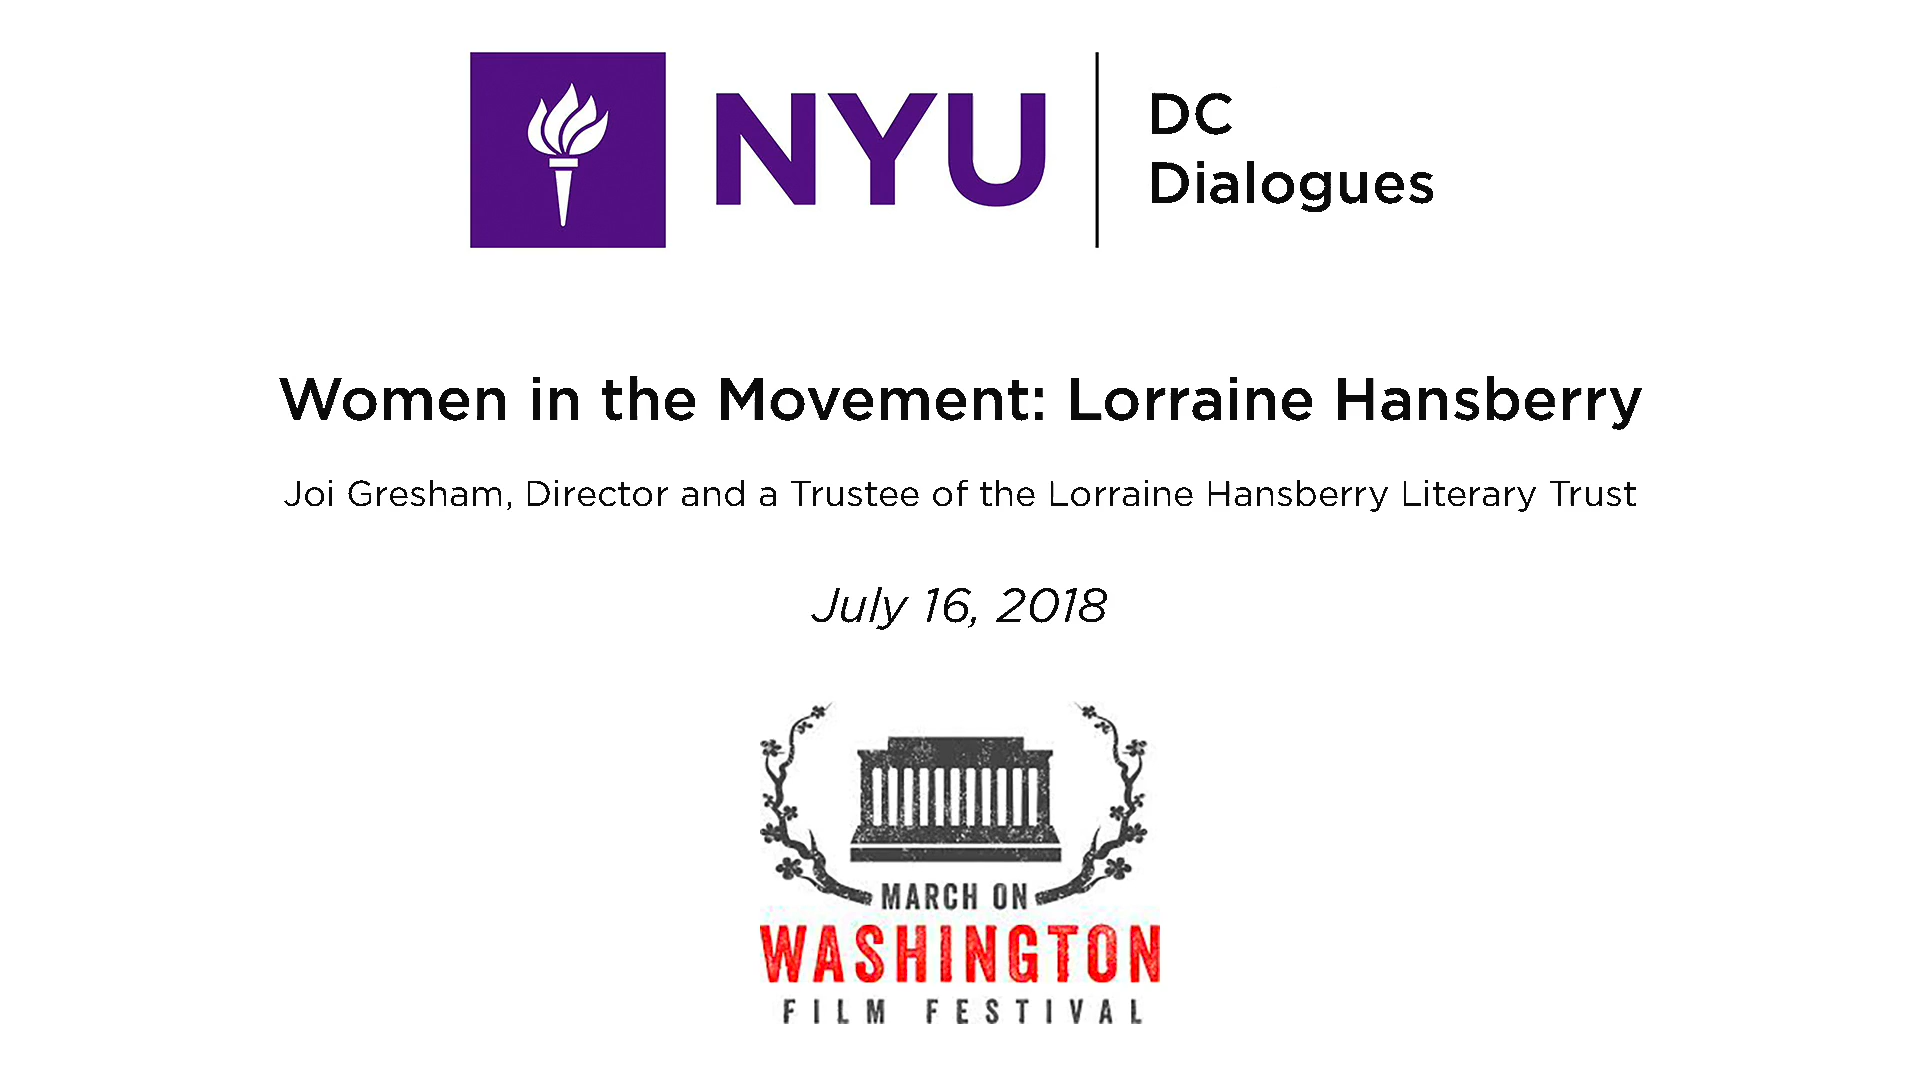 NYU
DC
Dialogues
Women in the Movement: Lorraine Hansberry
Joi Gresham, Director and a Trustee of the Lorraine Hansberry Literary Trust
July 16, 2018
MARCH ON
WASHINGTON
FILM FESTIVAL